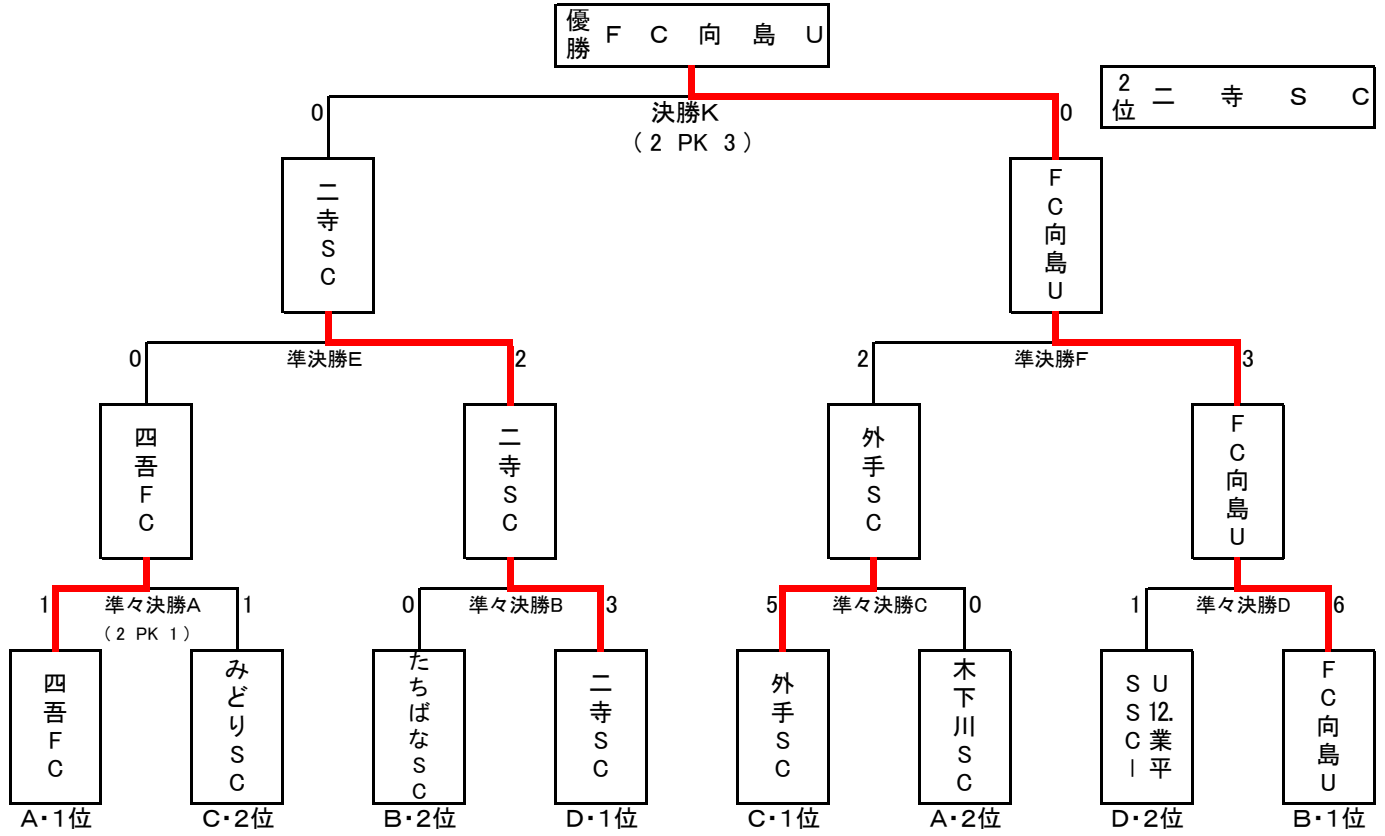 優勝 FC向島U
2位 二寺SC
0 決勝K 0
(2 PK 3)
二寺SC
FC向島U
0 準決勝E 2
2 準決勝F 3
四吾FC
二寺SC
外手SC
FC向島U
1 準々決勝A 1
(2 PK 1)
0 準々決勝B 3
5 準々決勝C 0
1 準々決勝D 6
四吾FC
みどりSC
たちばなSC
二寺SC
外手SC
木下川SC
U12.業平
SSCー
FC向島U
A・1位
C・2位
B・2位
D・1位
C・1位
A・2位
D・2位
B・1位